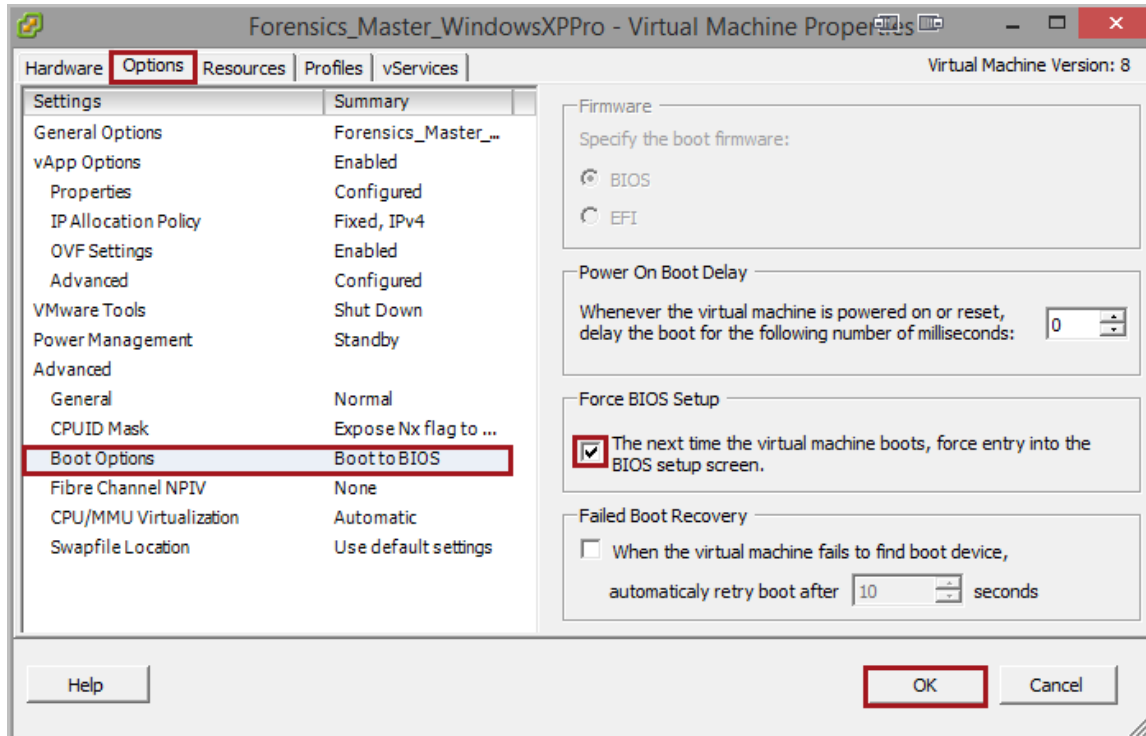 Forensics_Master_WindowsXPPro - Virtual Machine Properties
Hardware Options Resources Profiles vServices Virtual Machine Version: 8
Settings Summary
General Options Forensics_Master_...
vApp Options Enabled
Properties Configured
IP Allocation Policy Fixed, IPv4
OVF Settings Enabled
Advanced Configured
VMware Tools Shut Down
Power Management Standby
Advanced
General Normal
CPUID Mask Expose Nx flag to ...
Boot Options Boot to BIOS
Fibre Channel NPIV None
CPU/MMU Virtualization Automatic
Swapfile Location Use default settings
Firmware
Specify the boot firmware:
BIOS
EFI
Power On Boot Delay
Whenever the virtual machine is powered on or reset,
delay the boot for the following number of milliseconds: 0
Force BIOS Setup
The next time the virtual machine boots, force entry into the
BIOS setup screen.
Failed Boot Recovery
When the virtual machine fails to find boot device,
automaticaly retry boot after 10 seconds
Help OK Cancel